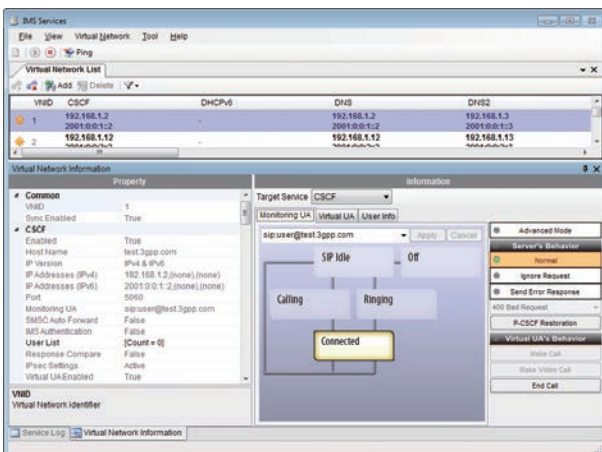 IMS Services
File View Virtual Network Tool Help
Ping
Virtual Network List
Add Delete
VNID CSCF DHCPv6 DNS DNS2
1 192.168.1.2 - 192.168.1.2 192.168.1.3
2001:0:0:1::2 2001:0:0:1::2 2001:0:0:1::3
2 192.168.1.12 - 192.168.1.12 192.168.1.13
Virtual Network Information
Property
Common
VNID 1
Sync Enabled True
CSCF
Enabled True
Host Name test.3gpp.com
IP Version IPv4 & IPv6
IP Addresses (IPv4) 192.168.1.2,(none),(none)
IP Addresses (IPv6) 2001:0:0:1::2,(none),(none)
Port 5060
Monitoring UA sip:user@test.3gpp.com
SMSC Auto Forward False
IMS Authentication False
User List [Count = 0]
Response Compare False
IPsec Settings Active
Virtual UA Enabled True
VNID
Virtual Network Identifier
Information
Target Service CSCF
Monitoring UA Virtual UA User Info
sip:user@test.3gpp.com Apply Cancel
SIP Idle Off
Calling Ringing
Connected
Advanced Mode
Server's Behavior
Normal
Ignore Request
Send Error Response
400 Bad Request
P-CSCF Restoration
Virtual UA's Behavior
Make Call
Make Video Call
End Call
Service Log Virtual Network Information